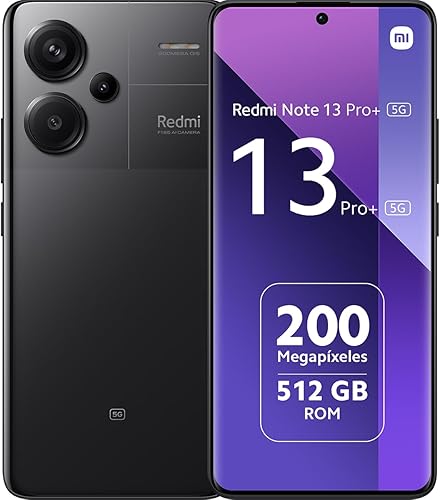 Redmi
5G
mi
Redmi Note 13 Pro+ 5G
13 Pro+ 5G
200
Megapíxeles
512 GB
ROM